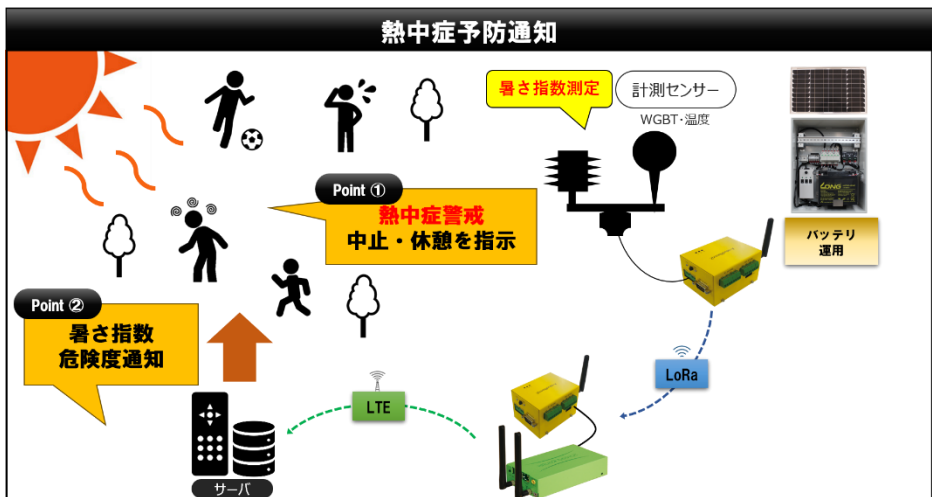 熱中症予防通知
暑さ指数測定
計測センサー
WGBT・温度
Point ①
熱中症警戒
中止・休憩を指示
LONG
バッテリ
運用
Point ②
暑さ指数
危険度通知
LoRa
LTE
サーバ